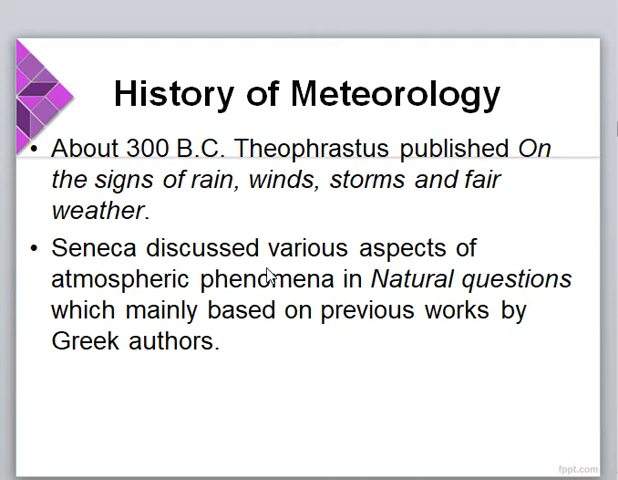 History of Meteorology
• About 300 B.C. Theophrastus published On
the signs of rain, winds, storms and fair
weather.
• Seneca discussed various aspects of
atmospheric phenomena in Natural questions
which mainly based on previous works by
Greek authors.
fppt.com